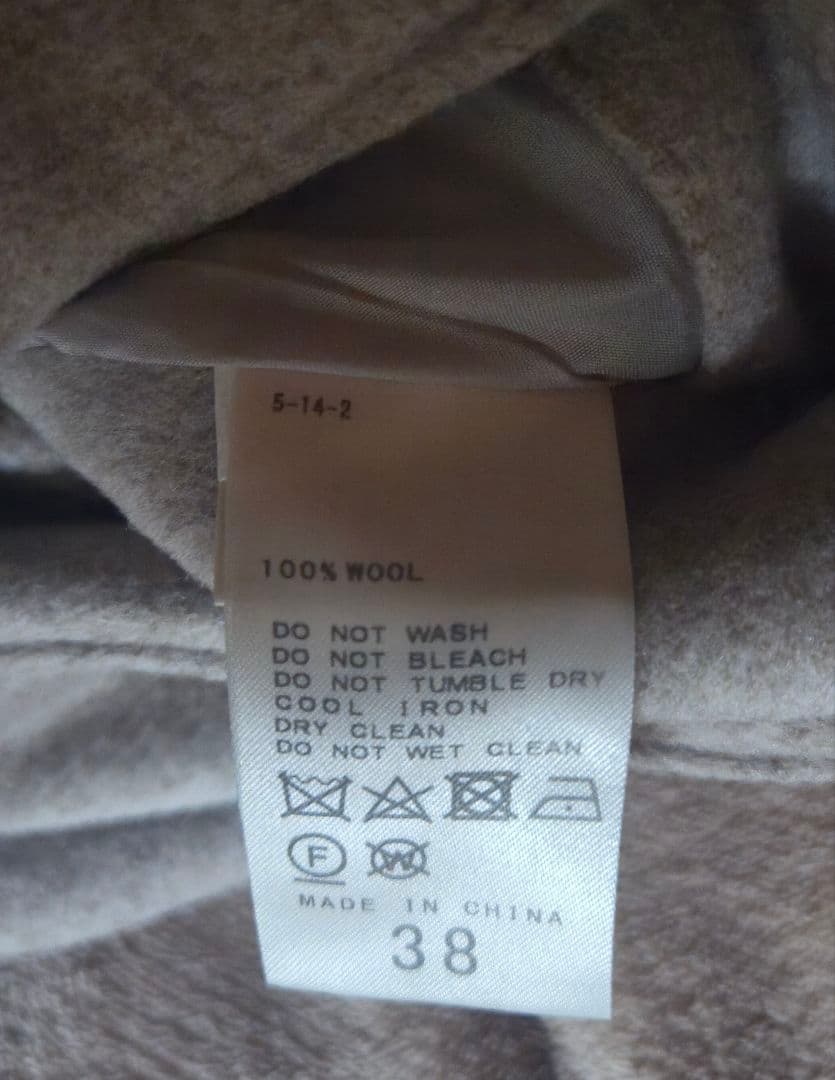 5-14-2
100% WOOL
DO NOT WASH
DO NOT BLEACH
DO NOT TUMBLE DRY
COOL IRON
DRY CLEAN
DO NOT WET CLEAN
F W
MADE IN CHINA
38